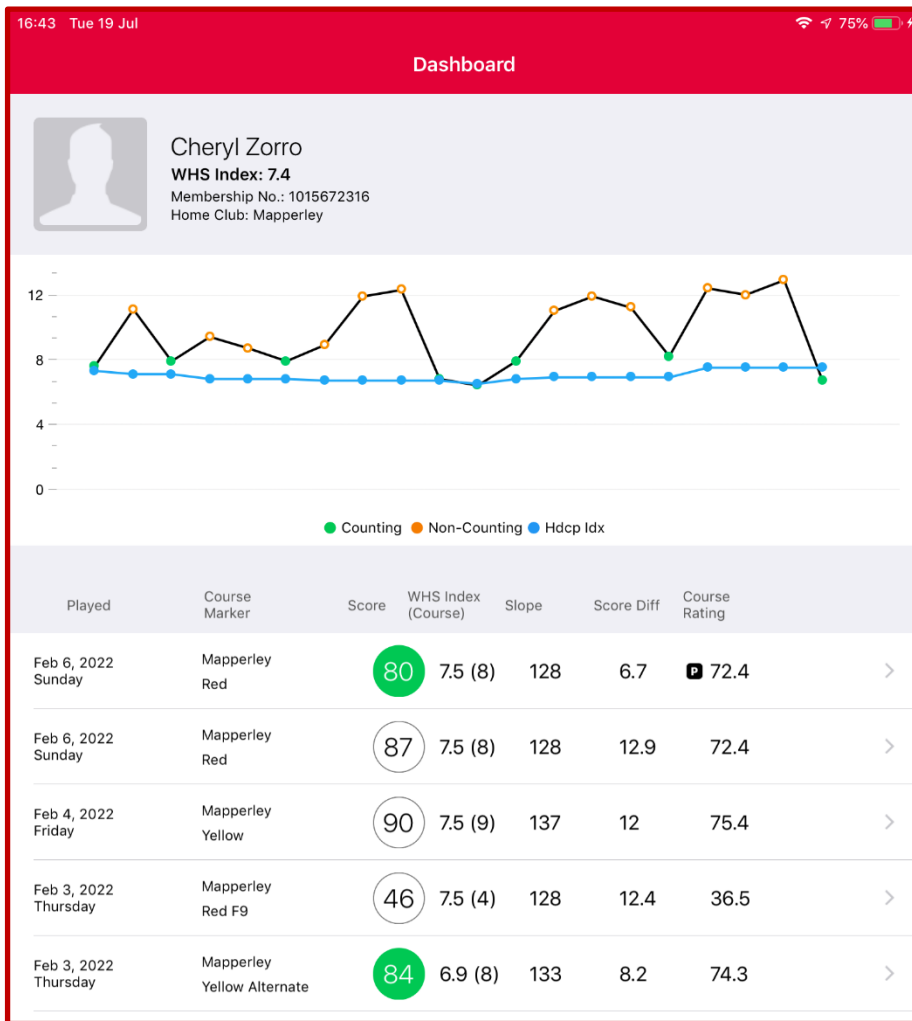 16:43 Tue 19 Jul 75%
Dashboard
Cheryl Zorro
WHS Index: 7.4
Membership No.: 1015672316
Home Club: Mapperley
12
8
4
0
Counting Non-Counting Hdcp Idx
Played Course Marker Score WHS Index (Course) Slope Score Diff Course Rating
Feb 6, 2022 Mapperley
Sunday Red 80 7.5 (8) 128 6.7 P 72.4
Feb 6, 2022 Mapperley
Sunday Red 87 7.5 (8) 128 12.9 72.4
Feb 4, 2022 Mapperley
Friday Yellow 90 7.5 (9) 137 12 75.4
Feb 3, 2022 Mapperley
Thursday Red F9 46 7.5 (4) 128 12.4 36.5
Feb 3, 2022 Mapperley
Thursday Yellow Alternate 84 6.9 (8) 133 8.2 74.3